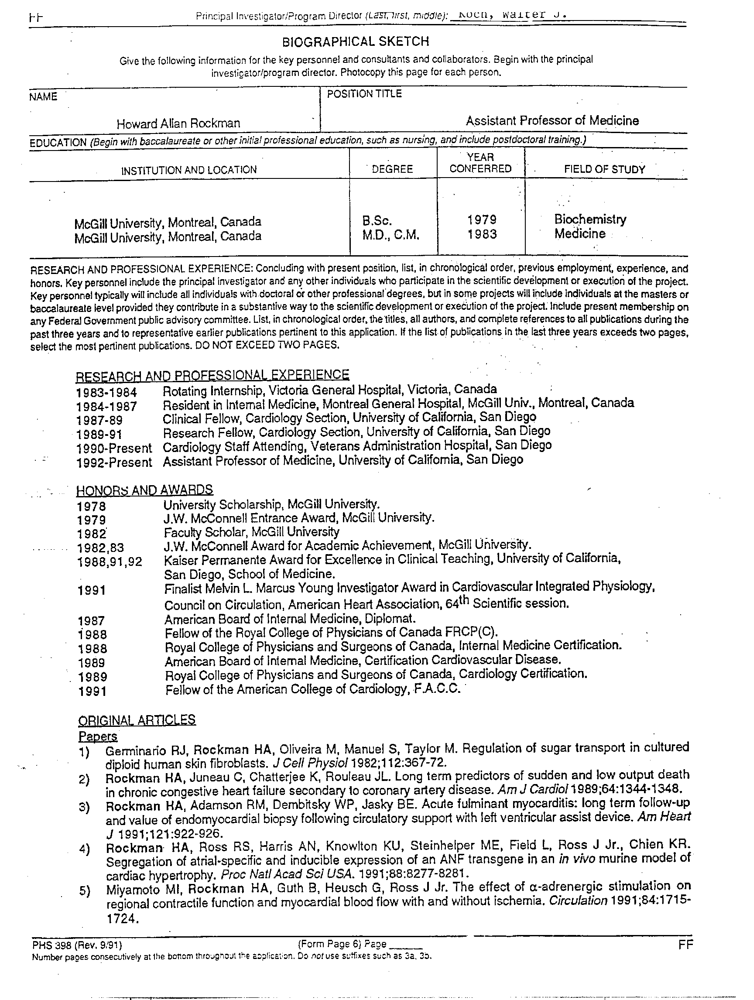 FF
Principal Investigator/Program Director (Last, first, middle): Koch, Walter J.
BIOGRAPHICAL SKETCH
Give the following information for the key personnel and consultants and collaborators. Begin with the principal
investigator/program director. Photocopy this page for each person.
NAME
POSITION TITLE
Howard Allan Rockman
Assistant Professor of Medicine
EDUCATION (Begin with baccalaureate or other initial professional education, such as nursing, and include postdoctoral training.)
INSTITUTION AND LOCATION
DEGREE
YEAR
CONFERRED
FIELD OF STUDY
McGill University, Montreal, Canada B.Sc. 1979 Biochemistry
McGill University, Montreal, Canada M.D., C.M. 1983 Medicine
RESEARCH AND PROFESSIONAL EXPERIENCE: Concluding with present position, list, in chronological order, previous employment, experience, and
honors. Key personnel include the principal investigator and any other individuals who participate in the scientific development or execution of the project.
Key personnel typically will include all individuals with doctoral or other professional degrees, but in some projects will include individuals at the masters or
baccalaureate level provided they contribute in a substantive way to the scientific development or execution of the project. Include present membership on
any Federal Government public advisory committee. List, in chronological order, the titles, all authors, and complete references to all publications during the
past three years and to representative earlier publications pertinent to this application. If the list of publications in the last three years exceeds two pages,
select the most pertinent publications. DO NOT EXCEED TWO PAGES.
RESEARCH AND PROFESSIONAL EXPERIENCE
1983-1984 Rotating Internship, Victoria General Hospital, Victoria, Canada
1984-1987 Resident in Internal Medicine, Montreal General Hospital, McGill Univ., Montreal, Canada
1987-89 Clinical Fellow, Cardiology Section, University of California, San Diego
1989-91 Research Fellow, Cardiology Section, University of California, San Diego
1990-Present Cardiology Staff Attending, Veterans Administration Hospital, San Diego
1992-Present Assistant Professor of Medicine, University of California, San Diego
HONORS AND AWARDS
1978 University Scholarship, McGill University.
1979 J.W. McConnell Entrance Award, McGill University.
1982 Faculty Scholar, McGill University
1982,83 J.W. McConnell Award for Academic Achievement, McGill University.
1988,91,92 Kaiser Permanente Award for Excellence in Clinical Teaching, University of California,
San Diego, School of Medicine.
1991 Finalist Melvin L. Marcus Young Investigator Award in Cardiovascular Integrated Physiology,
Council on Circulation, American Heart Association, 64th Scientific session.
1987 American Board of Internal Medicine, Diplomat.
1988 Fellow of the Royal College of Physicians of Canada FRCP(C).
1988 Royal College of Physicians and Surgeons of Canada, Internal Medicine Certification.
1989 American Board of Internal Medicine, Certification Cardiovascular Disease.
1989 Royal College of Physicians and Surgeons of Canada, Cardiology Certification.
1991 Fellow of the American College of Cardiology, F.A.C.C.
ORIGINAL ARTICLES
Papers
1) Germinario RJ, Rockman HA, Oliveira M, Manuel S, Taylor M. Regulation of sugar transport in cultured
diploid human skin fibroblasts. J Cell Physiol 1982;112:367-72.
2) Rockman HA, Juneau C, Chatterjee K, Rouleau JL. Long term predictors of sudden and low output death
in chronic congestive heart failure secondary to coronary artery disease. Am J Cardiol 1989;64:1344-1348.
3) Rockman HA, Adamson RM, Dembitsky WP, Jasky BE. Acute fulminant myocarditis: long term follow-up
and value of endomyocardial biopsy following circulatory support with left ventricular assist device. Am Heart
J 1991;121:922-926.
4) Rockman HA, Ross RS, Harris AN, Knowlton KU, Steinhelper ME, Field L, Ross J Jr., Chien KR.
Segregation of atrial-specific and inducible expression of an ANF transgene in an in vivo murine model of
cardiac hypertrophy. Proc Natl Acad Sci USA. 1991;88:8277-8281.
5) Miyamoto MI, Rockman HA, Guth B, Heusch G, Ross J Jr. The effect of α-adrenergic stimulation on
regional contractile function and myocardial blood flow with and without ischemia. Circulation 1991;84:1715-
1724.
PHS 398 (Rev. 9/91) (Form Page 6) Page ______ FF
Number pages consecutively at the bottom throughout the application. Do not use suffixes such as 3a, 3b.